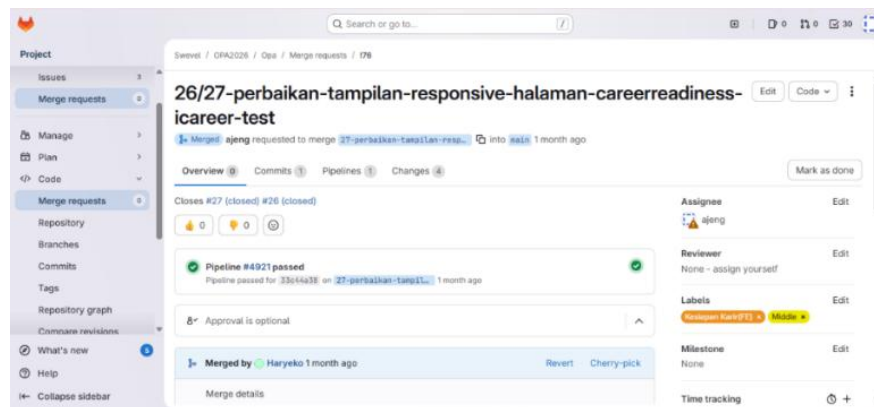 Search or go to...
/
0
0
30
Project
Issues 3
Merge requests 0
Manage
Plan
Code
Merge requests 0
Repository
Branches
Commits
Tags
Repository graph
Compare revisions
What's new 5
Help
Collapse sidebar
Swevel / OPA2026 / Opa / Merge requests / !76
26/27-perbaikan-tampilan-responsive-halaman-careerreadiness-
icareer-test
Edit
Code
Merged ajeng requested to merge 27-perbaikan-tampilan-resp… into main 1 month ago
Overview 0
Commits 1
Pipelines 1
Changes 4
Mark as done
Closes #27 (closed) #26 (closed)
0
0
Pipeline #4921 passed
Pipeline passed for 33c44a38 on 27-perbaikan-tampil… 1 month ago
Approval is optional
Merged by Haryeko 1 month ago
Revert
Cherry-pick
Merge details
Assignee Edit
ajeng
Reviewer Edit
None - assign yourself
Labels Edit
Kesiapan Karir(FE) × Middle ×
Milestone Edit
None
Time tracking